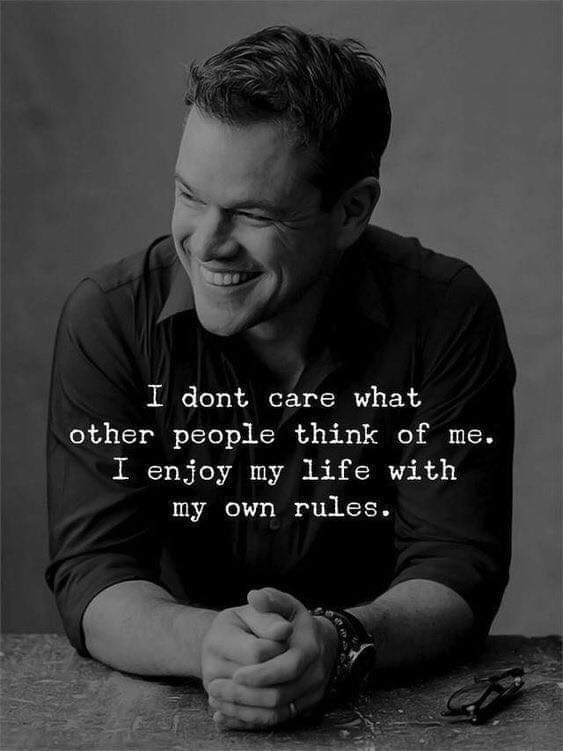 I dont care what
other people think of me.
I enjoy my life with
my own rules.